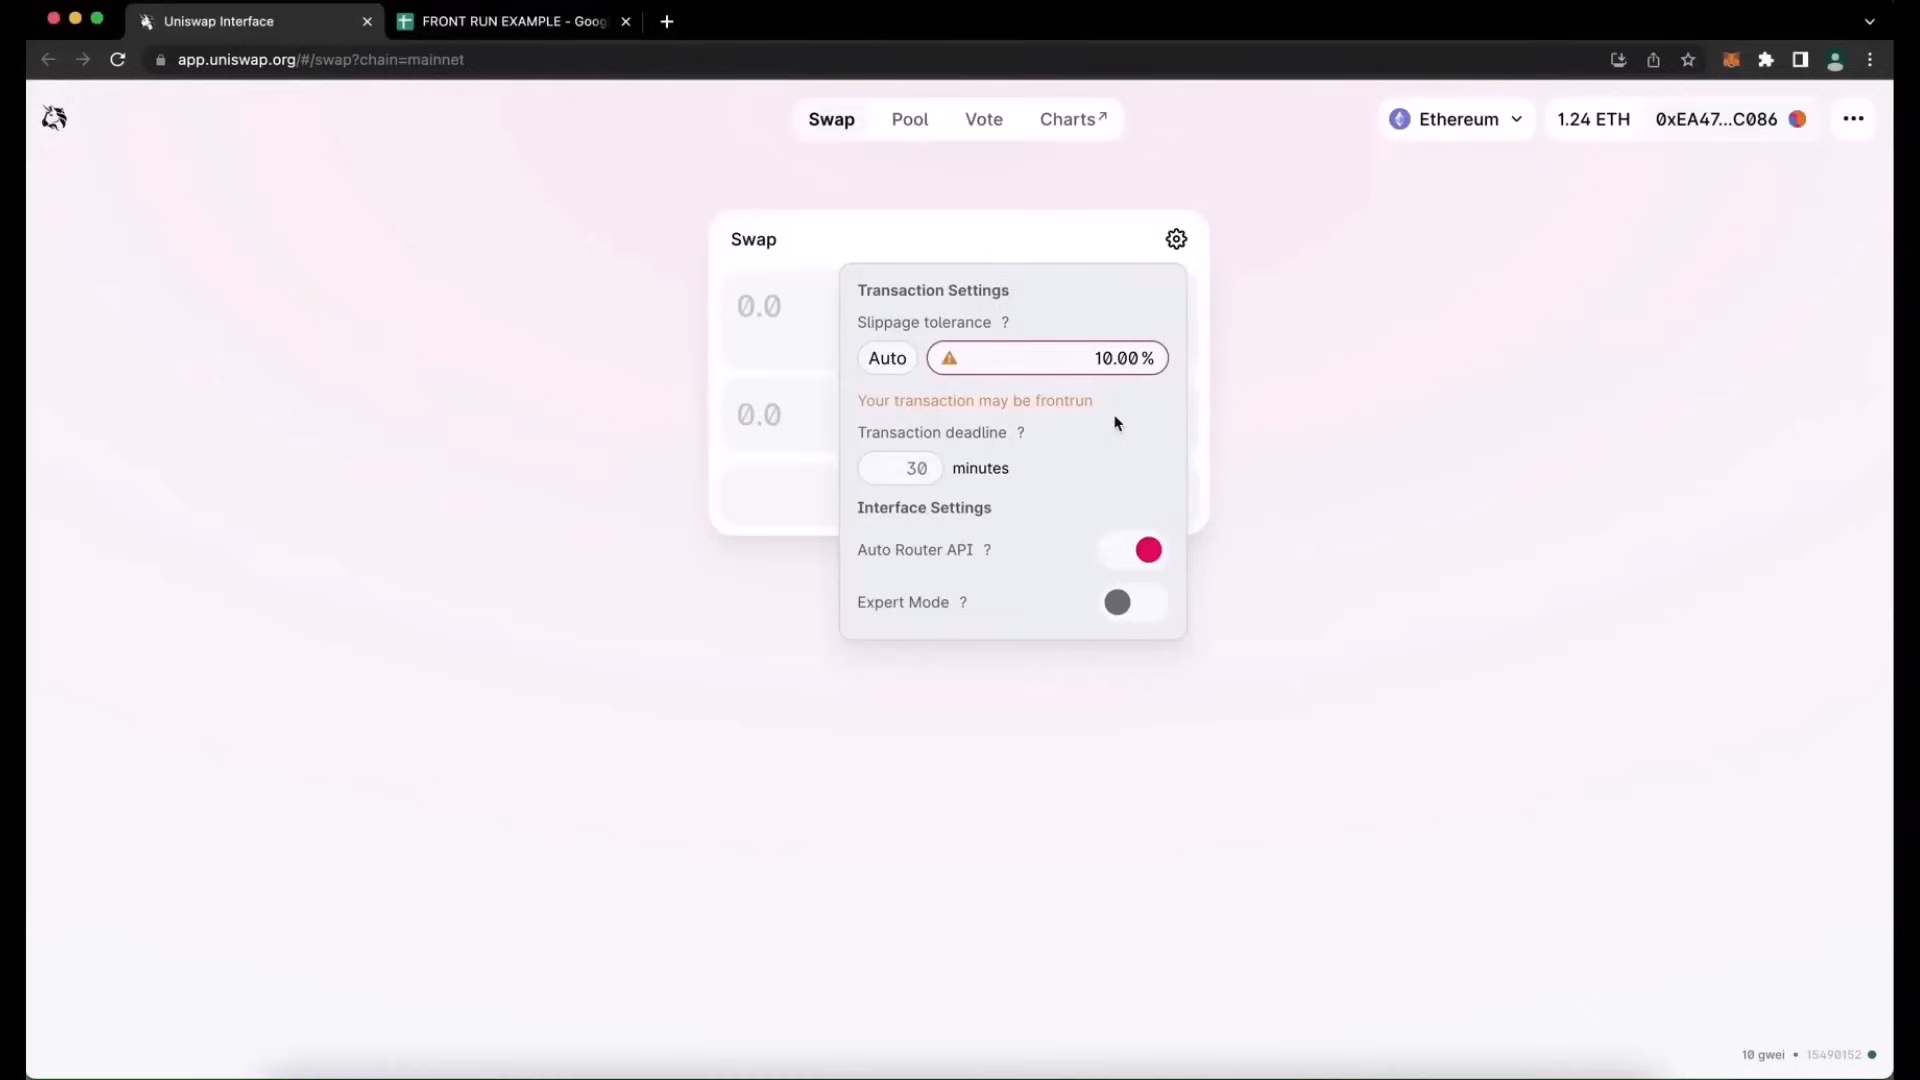 Uniswap Interface
FRONT RUN EXAMPLE - Goog
app.uniswap.org/#/swap?chain=mainnet
Swap Pool Vote Charts↗ Ethereum 1.24 ETH 0xEA47...C086
Swap
0.0
0.0
Transaction Settings
Slippage tolerance ?
Auto 10.00 %
Your transaction may be frontrun
Transaction deadline ?
30 minutes
Interface Settings
Auto Router API ?
Expert Mode ?
10 gwei • 15490152